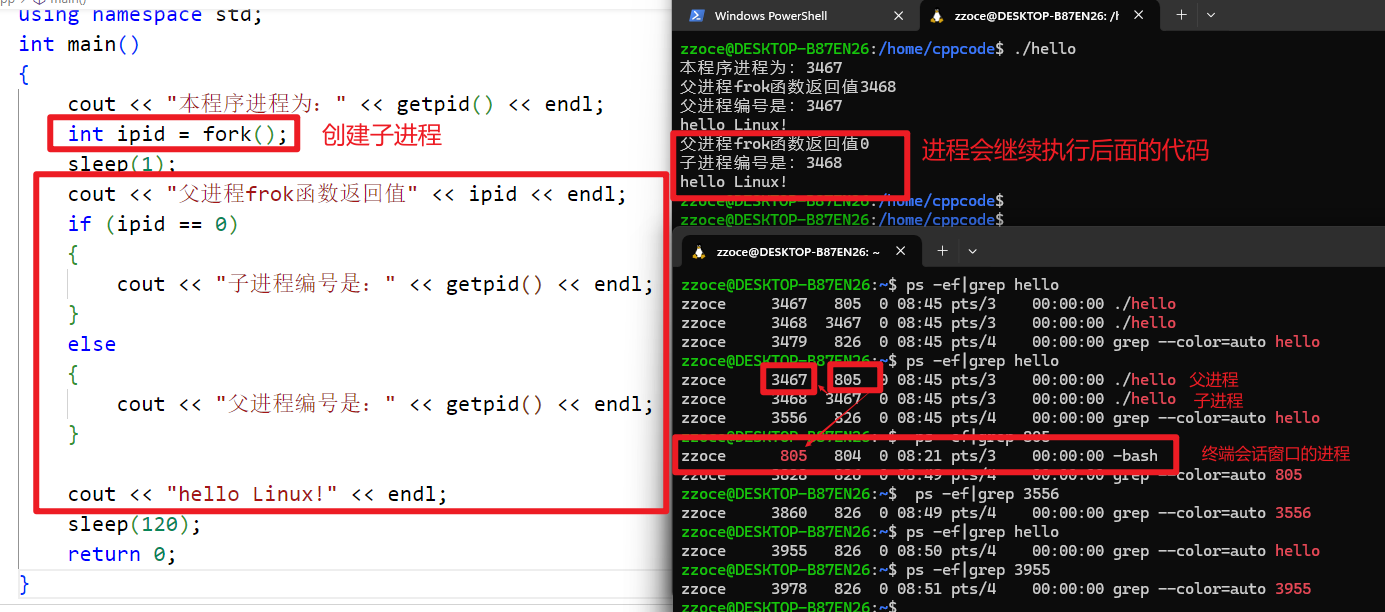 using namespace std;
int main()
{
cout << "本程序进程为：" << getpid() << endl;
int ipid = fork();
创建子进程
sleep(1);
cout << "父进程frok函数返回值" << ipid << endl;
if (ipid == 0)
{
cout << "子进程编号是：" << getpid() << endl;
}
else
{
cout << "父进程编号是：" << getpid() << endl;
}
cout << "hello Linux!" << endl;
sleep(120);
return 0;
}
Windows PowerShell
zzoce@DESKTOP-B87EN26: /h
zzoce@DESKTOP-B87EN26:/home/cppcode$ ./hello
本程序进程为：3467
父进程frok函数返回值3468
父进程编号是：3467
hello Linux!
父进程frok函数返回值0
子进程编号是：3468
hello Linux!
进程会继续执行后面的代码
zzoce@DESKTOP-B87EN26:/home/cppcode$
zzoce@DESKTOP-B87EN26:/home/cppcode$
zzoce@DESKTOP-B87EN26: ~
zzoce@DESKTOP-B87EN26:~$ ps -ef|grep hello
zzoce 3467 805 0 08:45 pts/3 00:00:00 ./hello
zzoce 3468 3467 0 08:45 pts/3 00:00:00 ./hello
zzoce 3479 826 0 08:45 pts/4 00:00:00 grep --color=auto hello
zzoce@DESKTOP-B87EN26:~$ ps -ef|grep hello
zzoce 3467 805 0 08:45 pts/3 00:00:00 ./hello 父进程
zzoce 3468 3467 0 08:45 pts/3 00:00:00 ./hello 子进程
zzoce 3556 826 0 08:45 pts/4 00:00:00 grep --color=auto hello
zzoce@DESKTOP-B87EN26:~$ ps -ef|grep 805
zzoce 805 804 0 08:21 pts/3 00:00:00 -bash 终端会话窗口的进程
zzoce 3828 826 0 08:49 pts/4 00:00:00 grep --color=auto 805
zzoce@DESKTOP-B87EN26:~$ ps -ef|grep 3556
zzoce 3860 826 0 08:49 pts/4 00:00:00 grep --color=auto 3556
zzoce@DESKTOP-B87EN26:~$ ps -ef|grep hello
zzoce 3955 826 0 08:50 pts/4 00:00:00 grep --color=auto hello
zzoce@DESKTOP-B87EN26:~$ ps -ef|grep 3955
zzoce 3978 826 0 08:51 pts/4 00:00:00 grep --color=auto 3955
zzoce@DESKTOP-B87EN26:~$